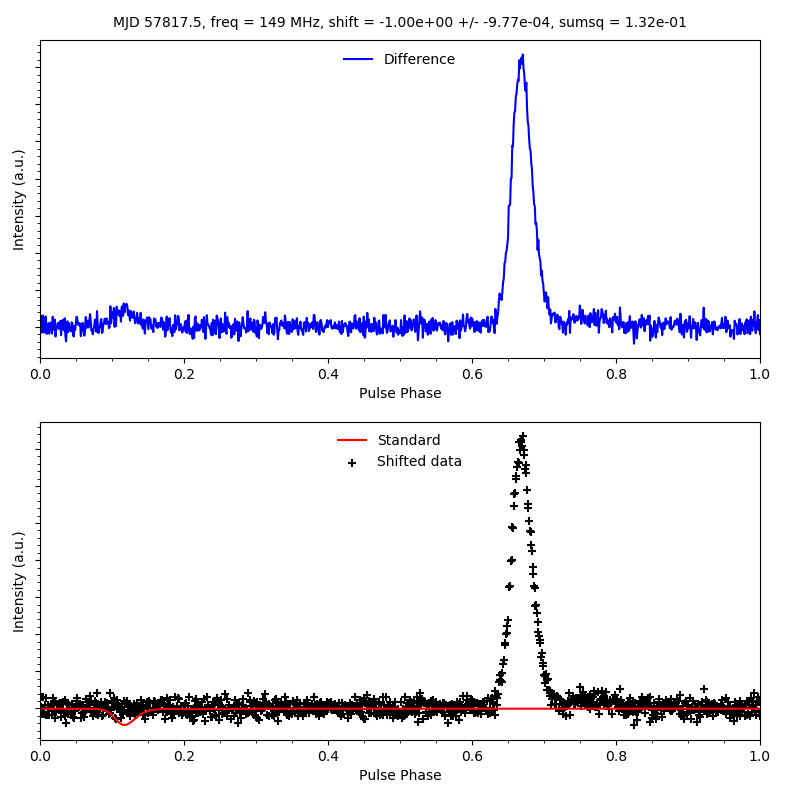 MJD 57817.5, freq = 149 MHz, shift = -1.00e+00 +/- -9.77e-04, sumsq = 1.32e-01
Difference
Intensity (a.u.)
0.0 0.2 0.4 0.6 0.8 1.0
Pulse Phase
Standard
Shifted data
Intensity (a.u.)
0.0 0.2 0.4 0.6 0.8 1.0
Pulse Phase